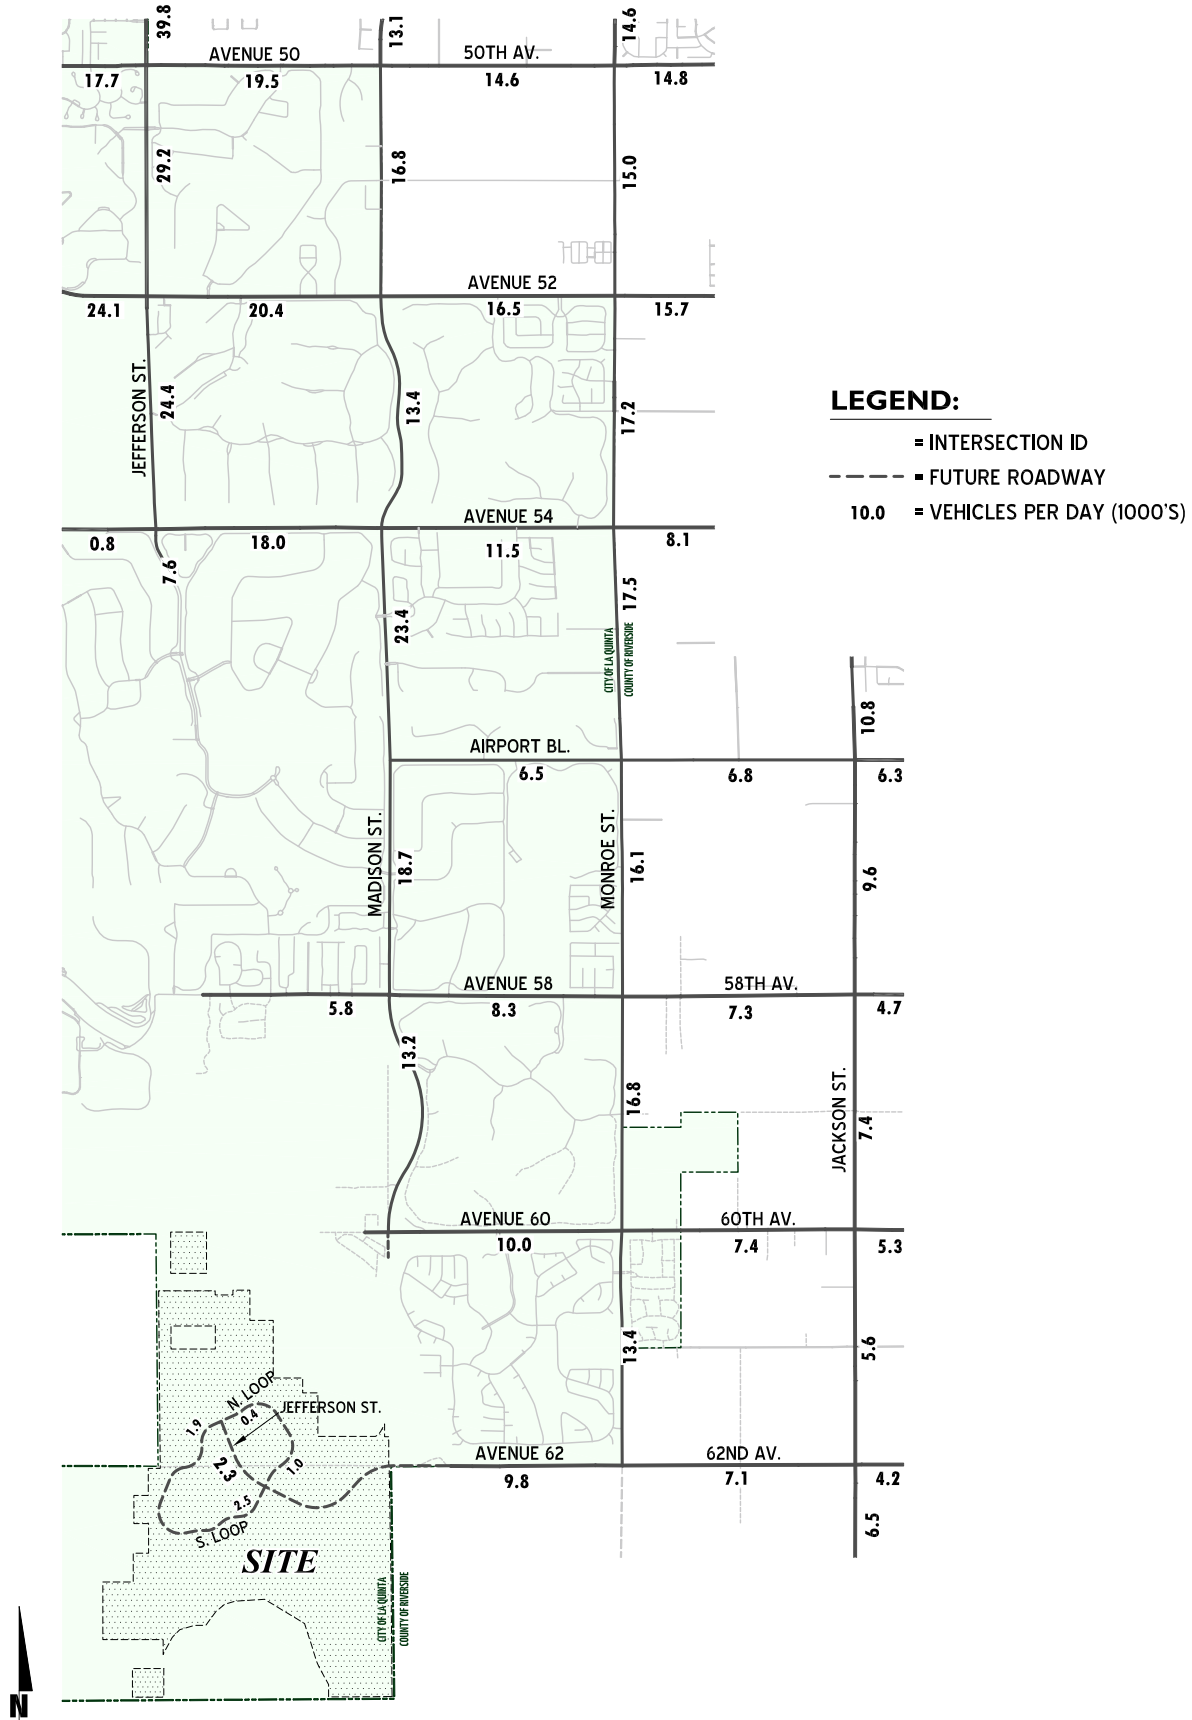 39.8
13.1
14.6
AVENUE 50
50TH AV.
17.7
19.5
14.6
14.8
29.2
16.8
15.0
AVENUE 52
24.1
20.4
16.5
15.7
JEFFERSON ST.
24.4
13.4
17.2
LEGEND:
= INTERSECTION ID
= FUTURE ROADWAY
10.0 = VEHICLES PER DAY (1000'S)
AVENUE 54
0.8
18.0
11.5
8.1
7.6
23.4
17.5
CITY OF LA QUINTA
COUNTY OF RIVERSIDE
10.8
AIRPORT BL.
6.5
6.8
6.3
MADISON ST.
18.7
MONROE ST.
16.1
9.6
AVENUE 58
58TH AV.
5.8
8.3
7.3
4.7
13.2
16.8
JACKSON ST.
7.4
AVENUE 60
60TH AV.
10.0
7.4
5.3
13.4
5.6
N. LOOP
JEFFERSON ST.
1.9
0.4
2.3
1.0
AVENUE 62
62ND AV.
9.8
7.1
4.2
2.5
S. LOOP
6.5
SITE
CITY OF LA QUINTA
COUNTY OF RIVERSIDE
N